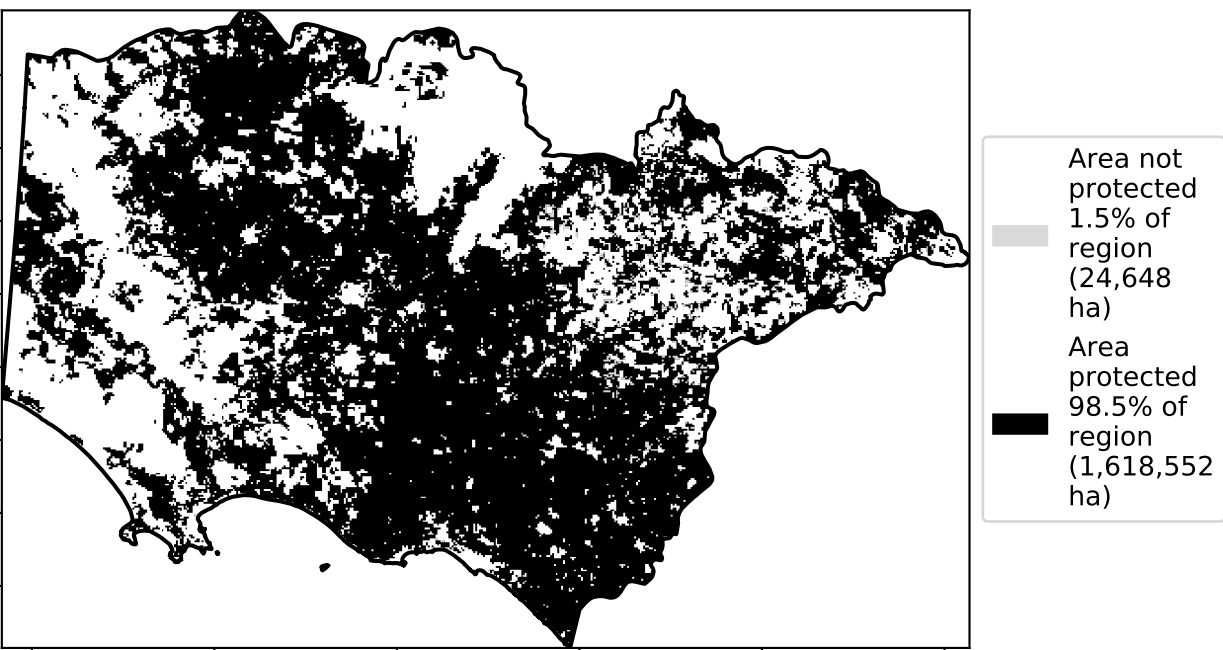 Area not
protected
1.5% of
region
(24,648
ha)
Area
protected
98.5% of
region
(1,618,552
ha)